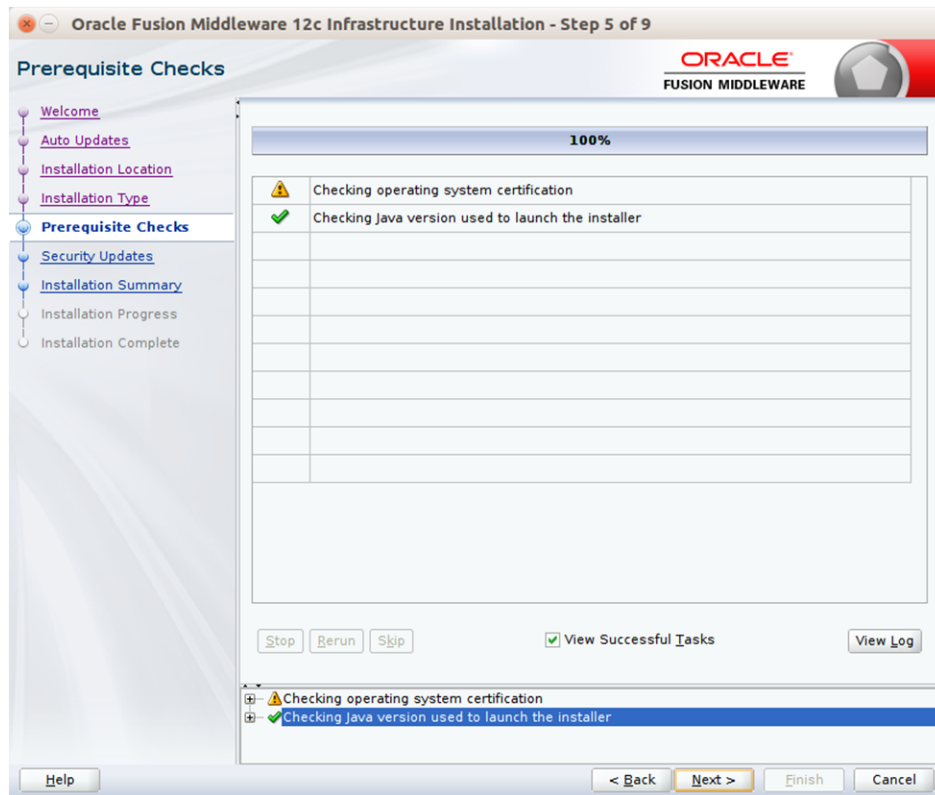 Oracle Fusion Middleware 12c Infrastructure Installation - Step 5 of 9
Prerequisite Checks
ORACLE
FUSION MIDDLEWARE
Welcome
Auto Updates
Installation Location
Installation Type
Prerequisite Checks
Security Updates
Installation Summary
Installation Progress
Installation Complete
100%
Checking operating system certification
Checking Java version used to launch the installer
Stop Rerun Skip View Successful Tasks View Log
Checking operating system certification
Checking Java version used to launch the installer
Help < Back Next > Finish Cancel